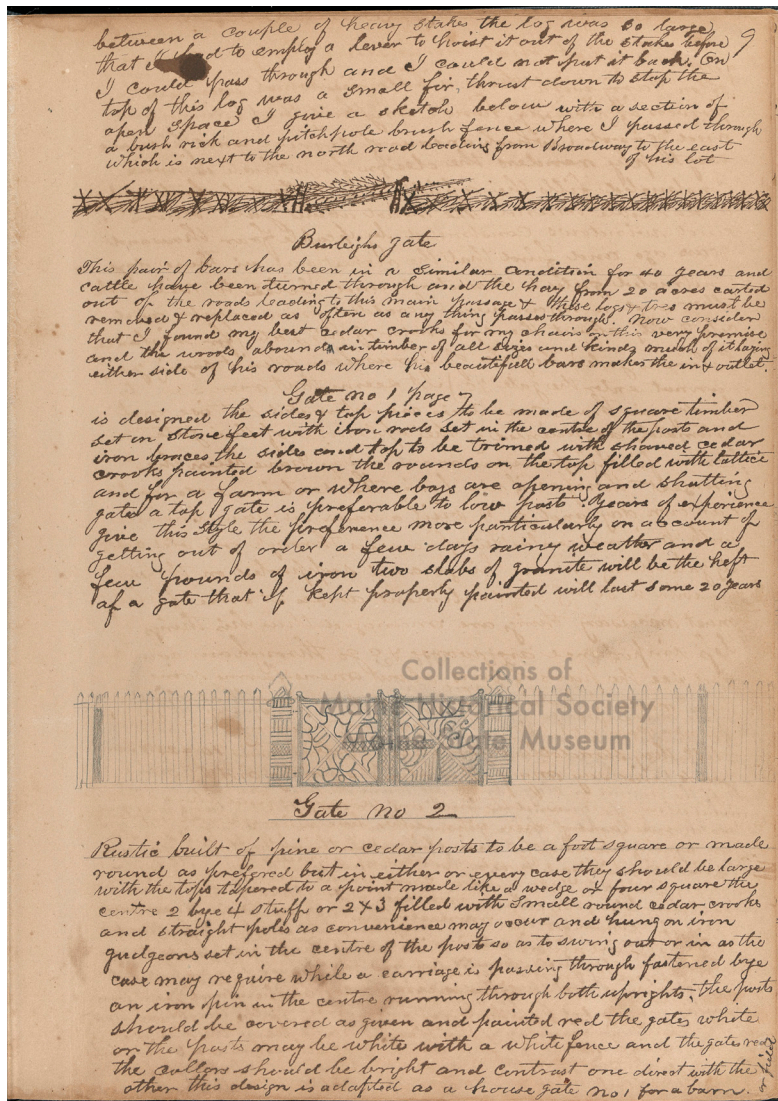 9
between a couple of heavy stakes the log was so large
that I had to employ a lever to hoist it out of the stakes before
I could pass through and I could not put it back. On
top of this log was a small fir, thrust down to stop the
open space I give a sketch below with a section of
a bush rick and pitchpole brush fence where I passed through
which is next to the north road leading from Broadway to the east
of his lot
Burleighs gate
This pair of bars has been in a similar condition for 40 years and
cattle have been turned through and the hay from 20 acres carted
out of the roads leading to this main passage & these logs & tres must be
removed & replaced as often as any thing passes through. Now consider
that I found my best cedar crooks for my chairs on this very premise
and the woods abounds in timber of all sizes and kinds much of it laying
either side of his roads where his beautifull bars makes the in & outlet.
Gate no 1 page 7
is designed the sides & top pieces to be made of square timber
set on stone feet with iron rods set in the centre of the posts and
iron braces the sides and top to be trimed with shaved cedar
crooks painted brown the rounds on the top filled with lattice
and for a farm or where boys are opening and shutting
gates a top gate is preferable to low posts. Years of experience
give this style the preference more particularly on account of
getting out of order a few days rainy weather and a
few pounds of iron two slabs of granite will be the heft
of a gate that if kept property painted will last some 20 years
Collections of
Maine Historical Society
Maine State Museum
Gate no 2
Rustic built of pine or cedar posts to be a foot square or made
round as prefered but in either or every case they should be large
with the tops tapered to a point made like a wedge or four square the
centre 2 bye 4 stuff or 2X3 filled with small round cedar crooks
and straight poles as convenience may occur and hung on iron
gudgeons set in the centre of the post so as to swing out or in as the
case may require while a carriage is passing through fastened bye
an iron pin in the centre running through both uprights. The posts
should be covered as given and painted red the gates white
or the posts may be white with a white fence and the gates red
the collors should be bright and contrast one direct with the
other this design is adapted as a house gate no 1 for a barn.
or field